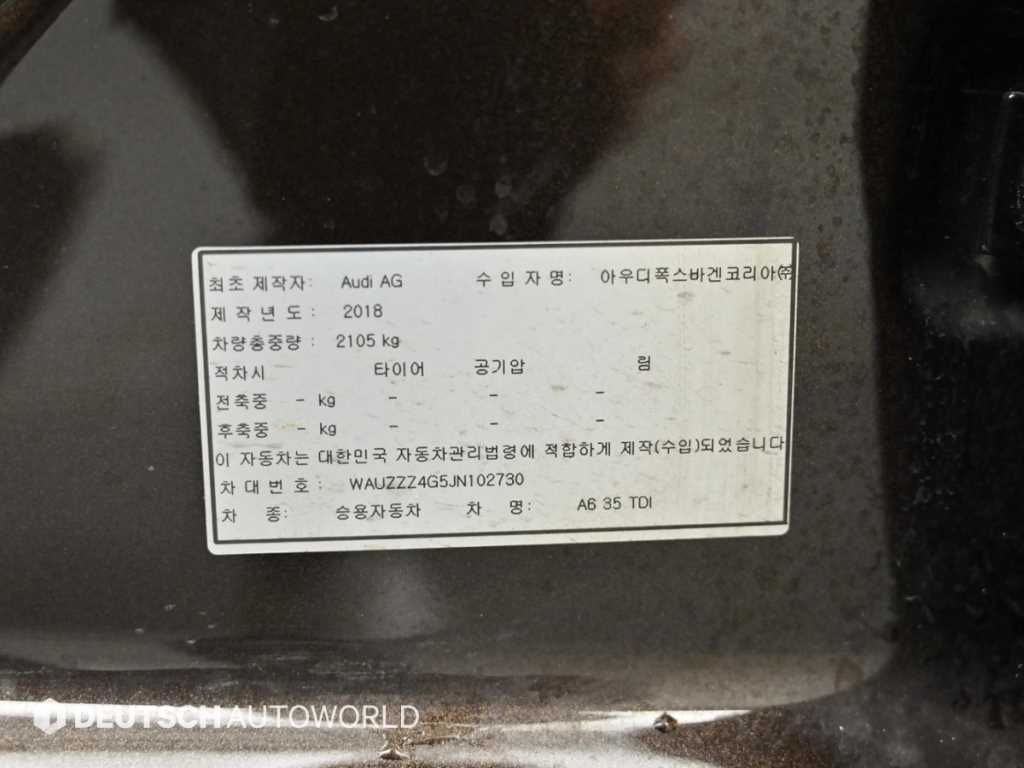 최초 제작자: Audi AG 수 입 자 명: 아우디폭스바겐코리아㈜
제 작 년 도 : 2018
차량총중량 : 2105 kg
적차시 타이어 공기압 림
전축중 - kg - - -
후축중 - kg - - -
이 자동차는 대한민국 자동차관리법령에 적합하게 제작(수입)되었습니다
차 대 번 호 : WAUZZZ4G5JN102730
차 종: 승용자동차 차 명: A6 35 TDI
DEUTSCH AUTOWORLD